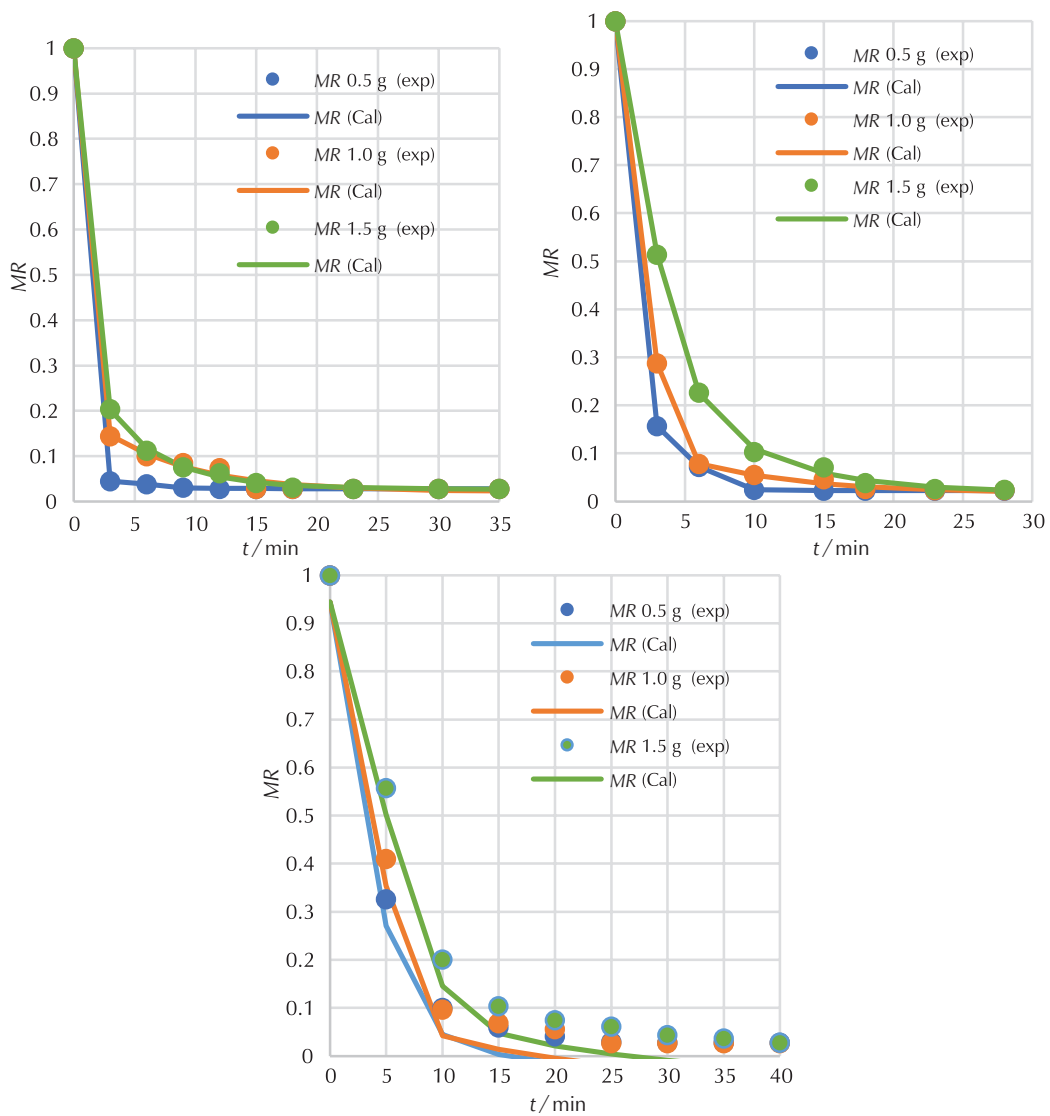 1
0.9
0.8
0.7
0.6
0.5
0.4
0.3
0.2
0.1
0
MR
0 5 10 15 20 25 30 35
t / min
MR 0.5 g (exp)
MR (Cal)
MR 1.0 g (exp)
MR (Cal)
MR 1.5 g (exp)
MR (Cal)
1
0.9
0.8
0.7
0.6
0.5
0.4
0.3
0.2
0.1
0
MR
0 5 10 15 20 25 30
t / min
MR 0.5 g (exp)
MR (Cal)
MR 1.0 g (exp)
MR (Cal)
MR 1.5 g (exp)
MR (Cal)
1
0.9
0.8
0.7
0.6
0.5
0.4
0.3
0.2
0.1
0
MR
0 5 10 15 20 25 30 35 40
t / min
MR 0.5 g (exp)
MR (Cal)
MR 1.0 g (exp)
MR (Cal)
MR 1.5 g (exp)
MR (Cal)